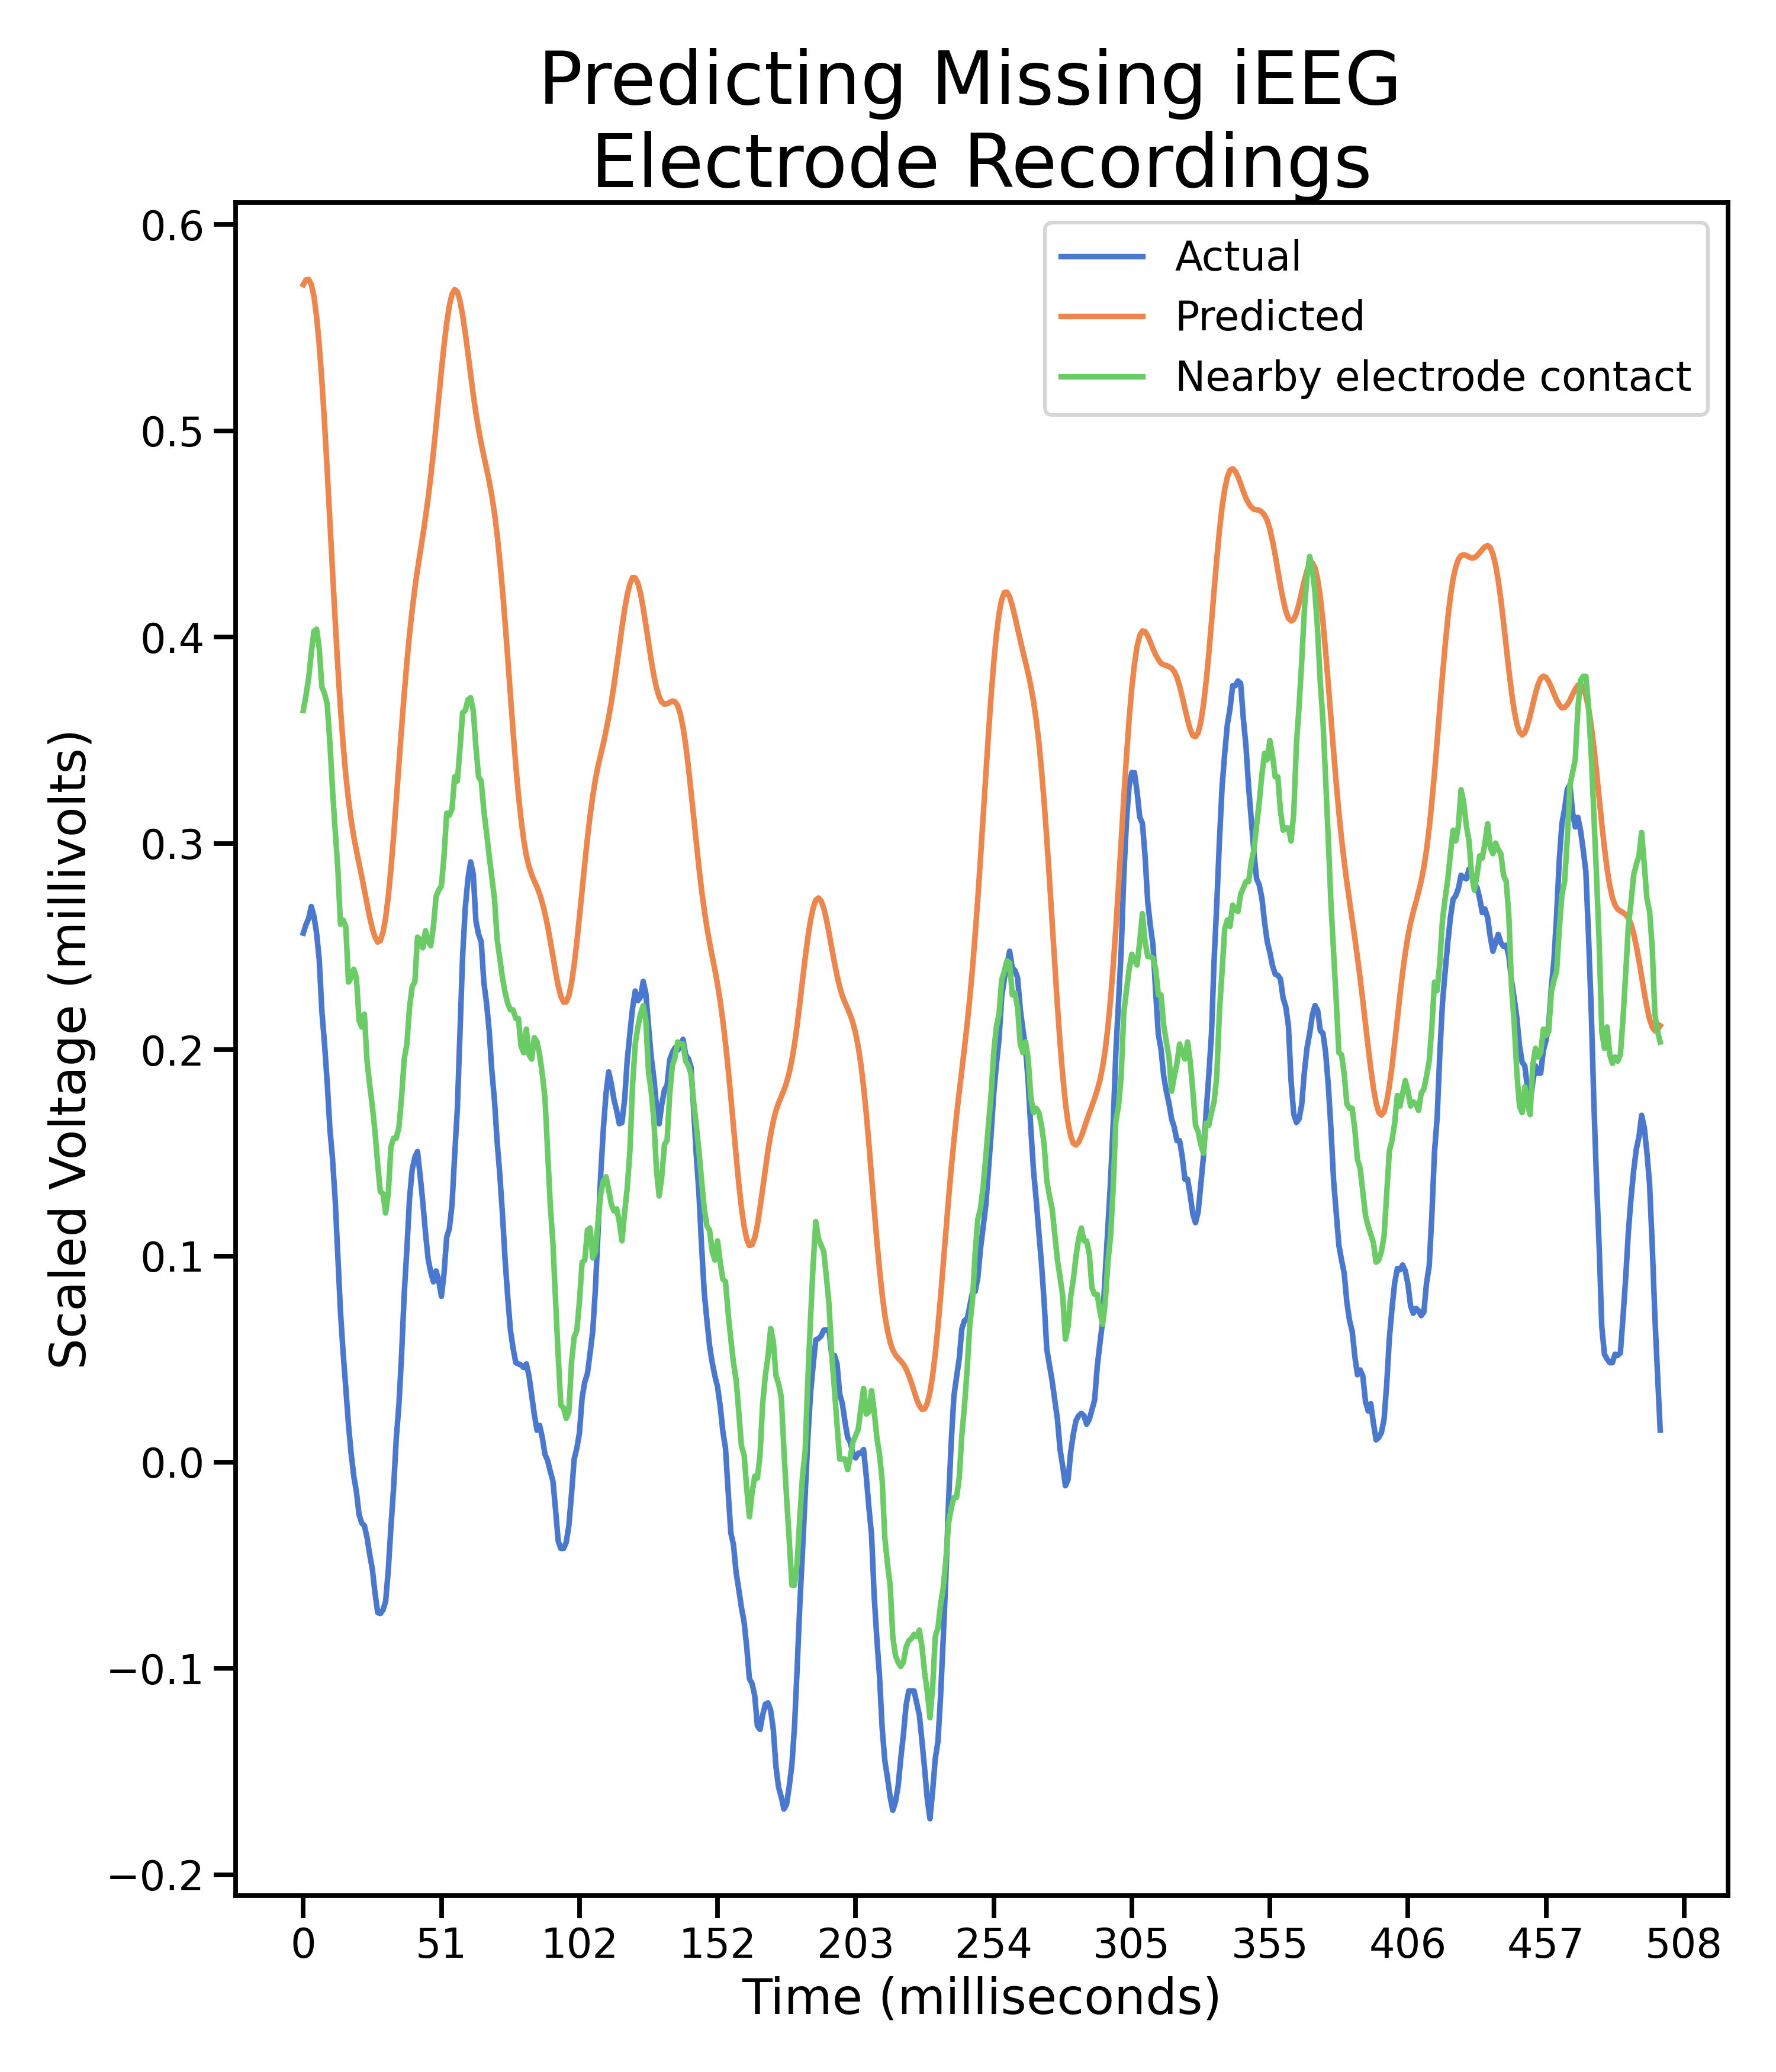 Predicting Missing iEEG
Electrode Recordings
Actual
Predicted
Nearby electrode contact
0.6
0.5
0.4
0.3
0.2
0.1
0.0
−0.1
−0.2
Scaled Voltage (millivolts)
0 51 102 152 203 254 305 355 406 457 508
Time (milliseconds)